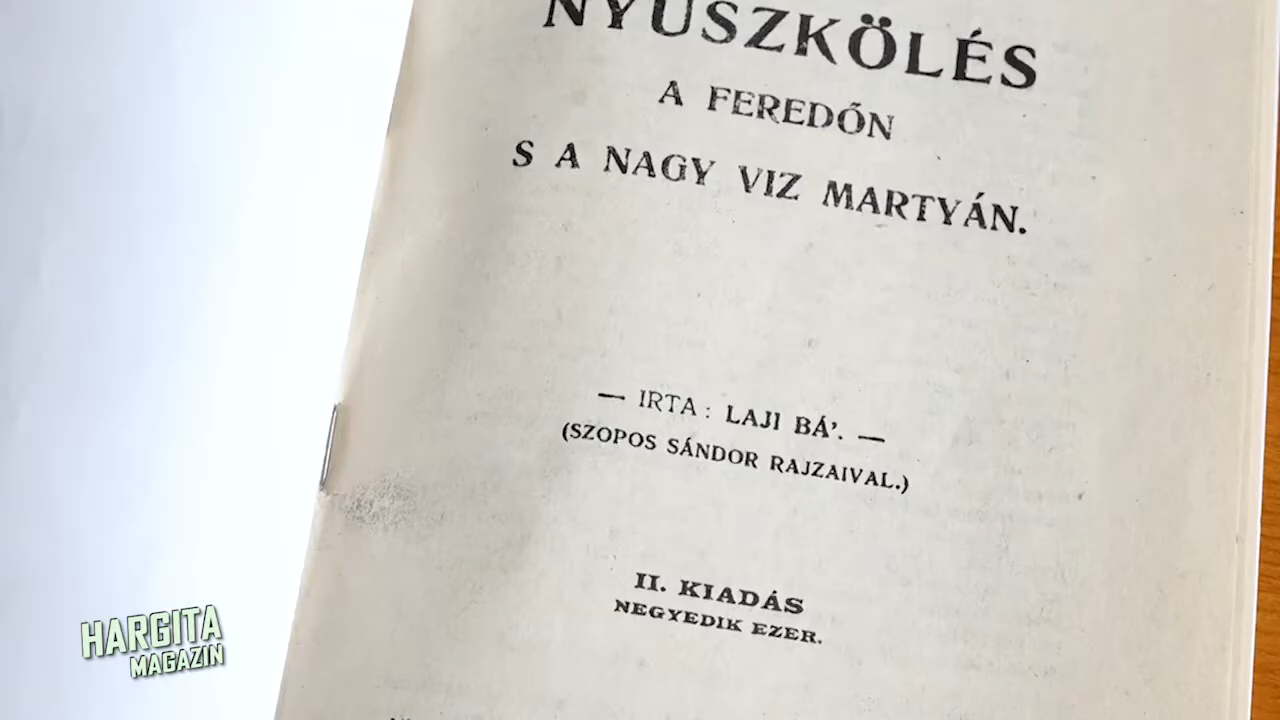 NYUSZKÖLÉS
A FEREDŐN
S A NAGY VIZ MARTYÁN.
— IRTA : LAJI BÁ'. —
(SZOPOS SÁNDOR RAJZAIVAL.)
II. KIADÁS
NEGYEDIK EZER.
HARGITA
MAGAZIN